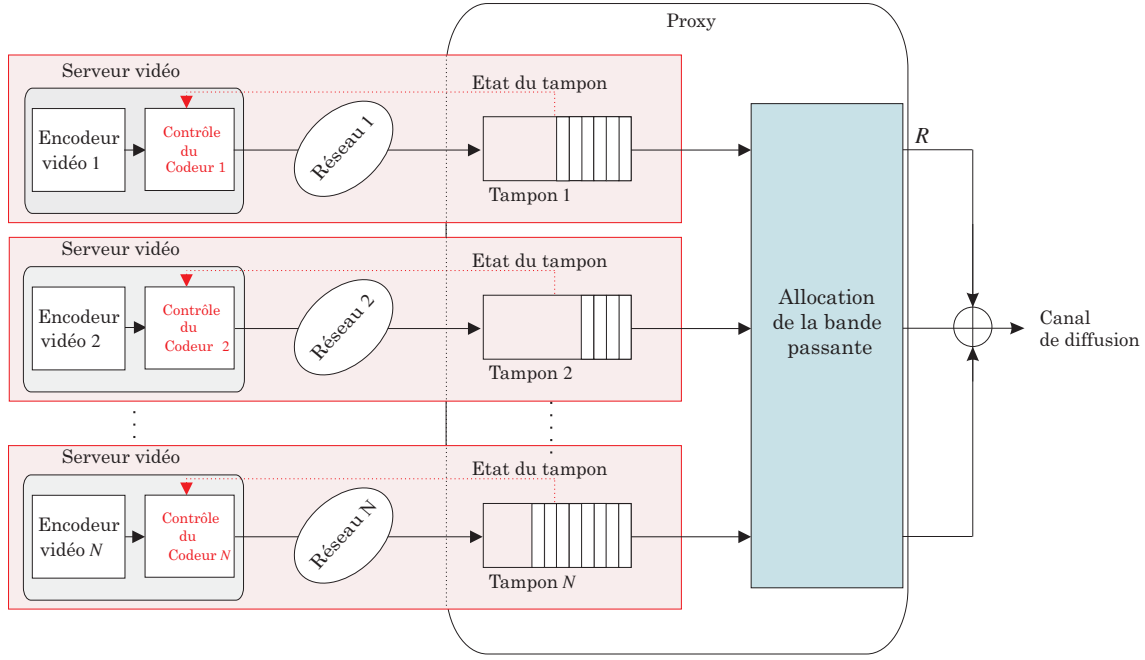 Proxy
Serveur vidéo
Etat du tampon
Encodeur
vidéo 1
Contrôle
du
Codeur 1
Réseau 1
Tampon 1
R
Serveur vidéo
Etat du tampon
Encodeur
vidéo 2
Contrôle
du
Codeur 2
Réseau 2
Tampon 2
Allocation
de la bande
passante
Canal
de diffusion
Serveur vidéo
Etat du tampon
Encodeur
vidéo N
Contrôle
du
Codeur N
Réseau N
Tampon N